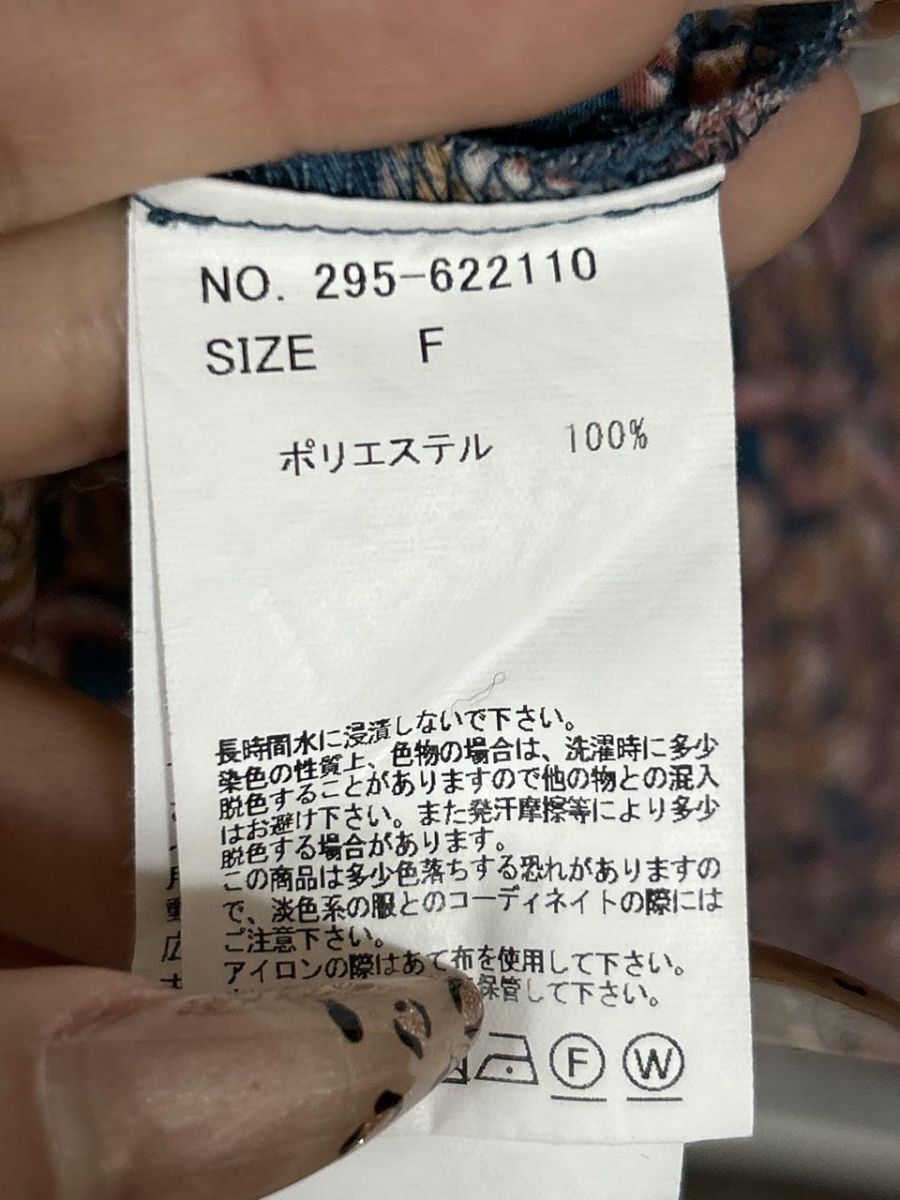 NO. 295-622110
SIZE F
ポリエステル 100%
長時間水に浸漬しないで下さい。
染色の性質上、色物の場合は、洗濯時に多少
脱色することがありますので他の物との混入
はお避け下さい。また発汗摩擦等により多少
脱色する場合があります。
この商品は多少色落ちする恐れがありますの
で、淡色系の服とのコーディネイトの際には
ご注意下さい。
アイロンの際はあて布を使用して下さい。
保管して下さい。
F W